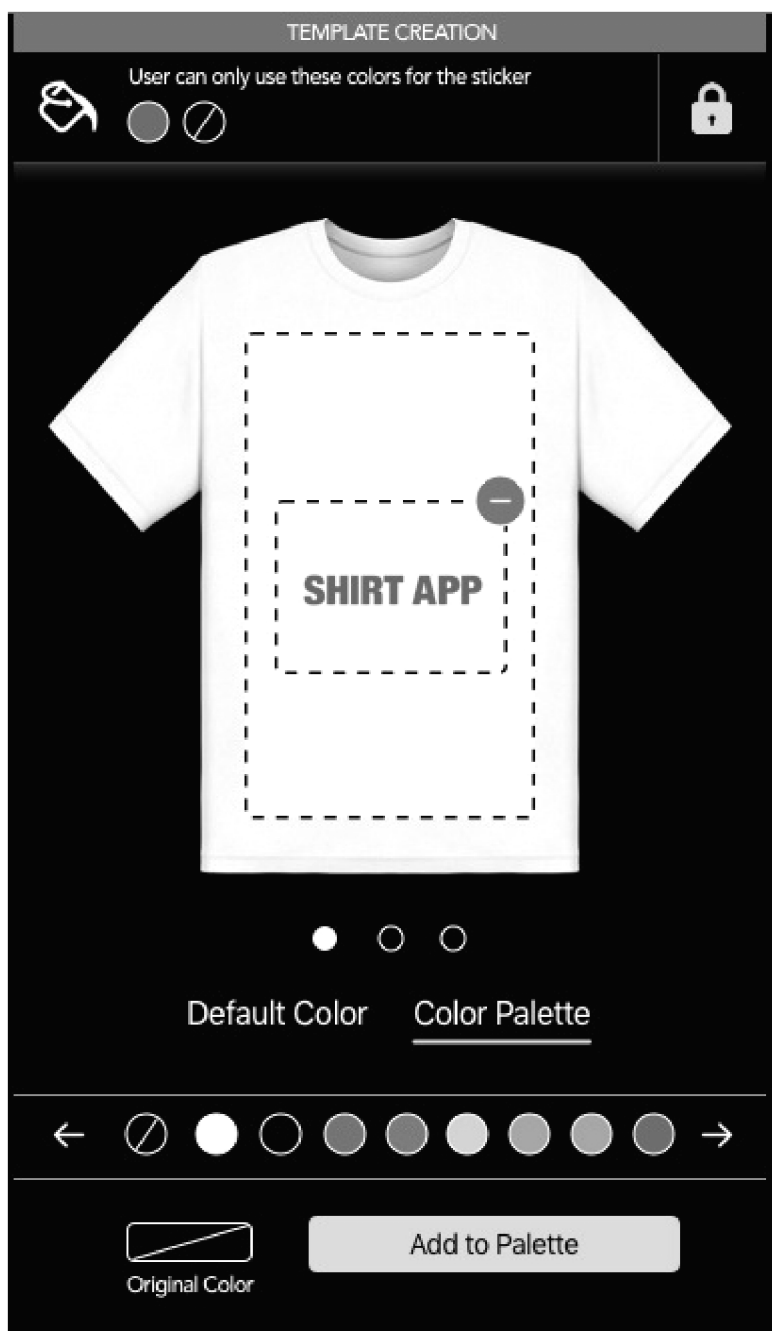 TEMPLATE CREATION
User can only use these colors for the sticker
SHIRT APP
Default Color Color Palette
Add to Palette
Original Color